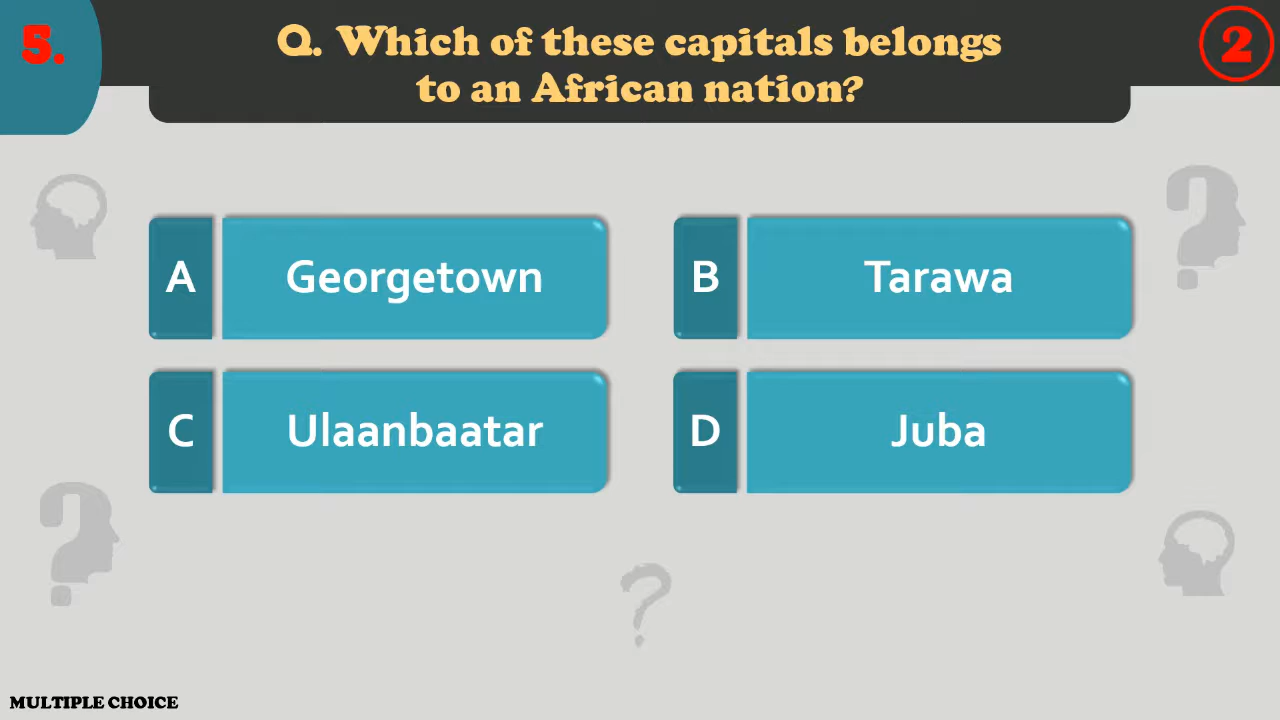 5.
Q. Which of these capitals belongs
to an African nation?
2
A Georgetown
B Tarawa
C Ulaanbaatar
D Juba
MULTIPLE CHOICE